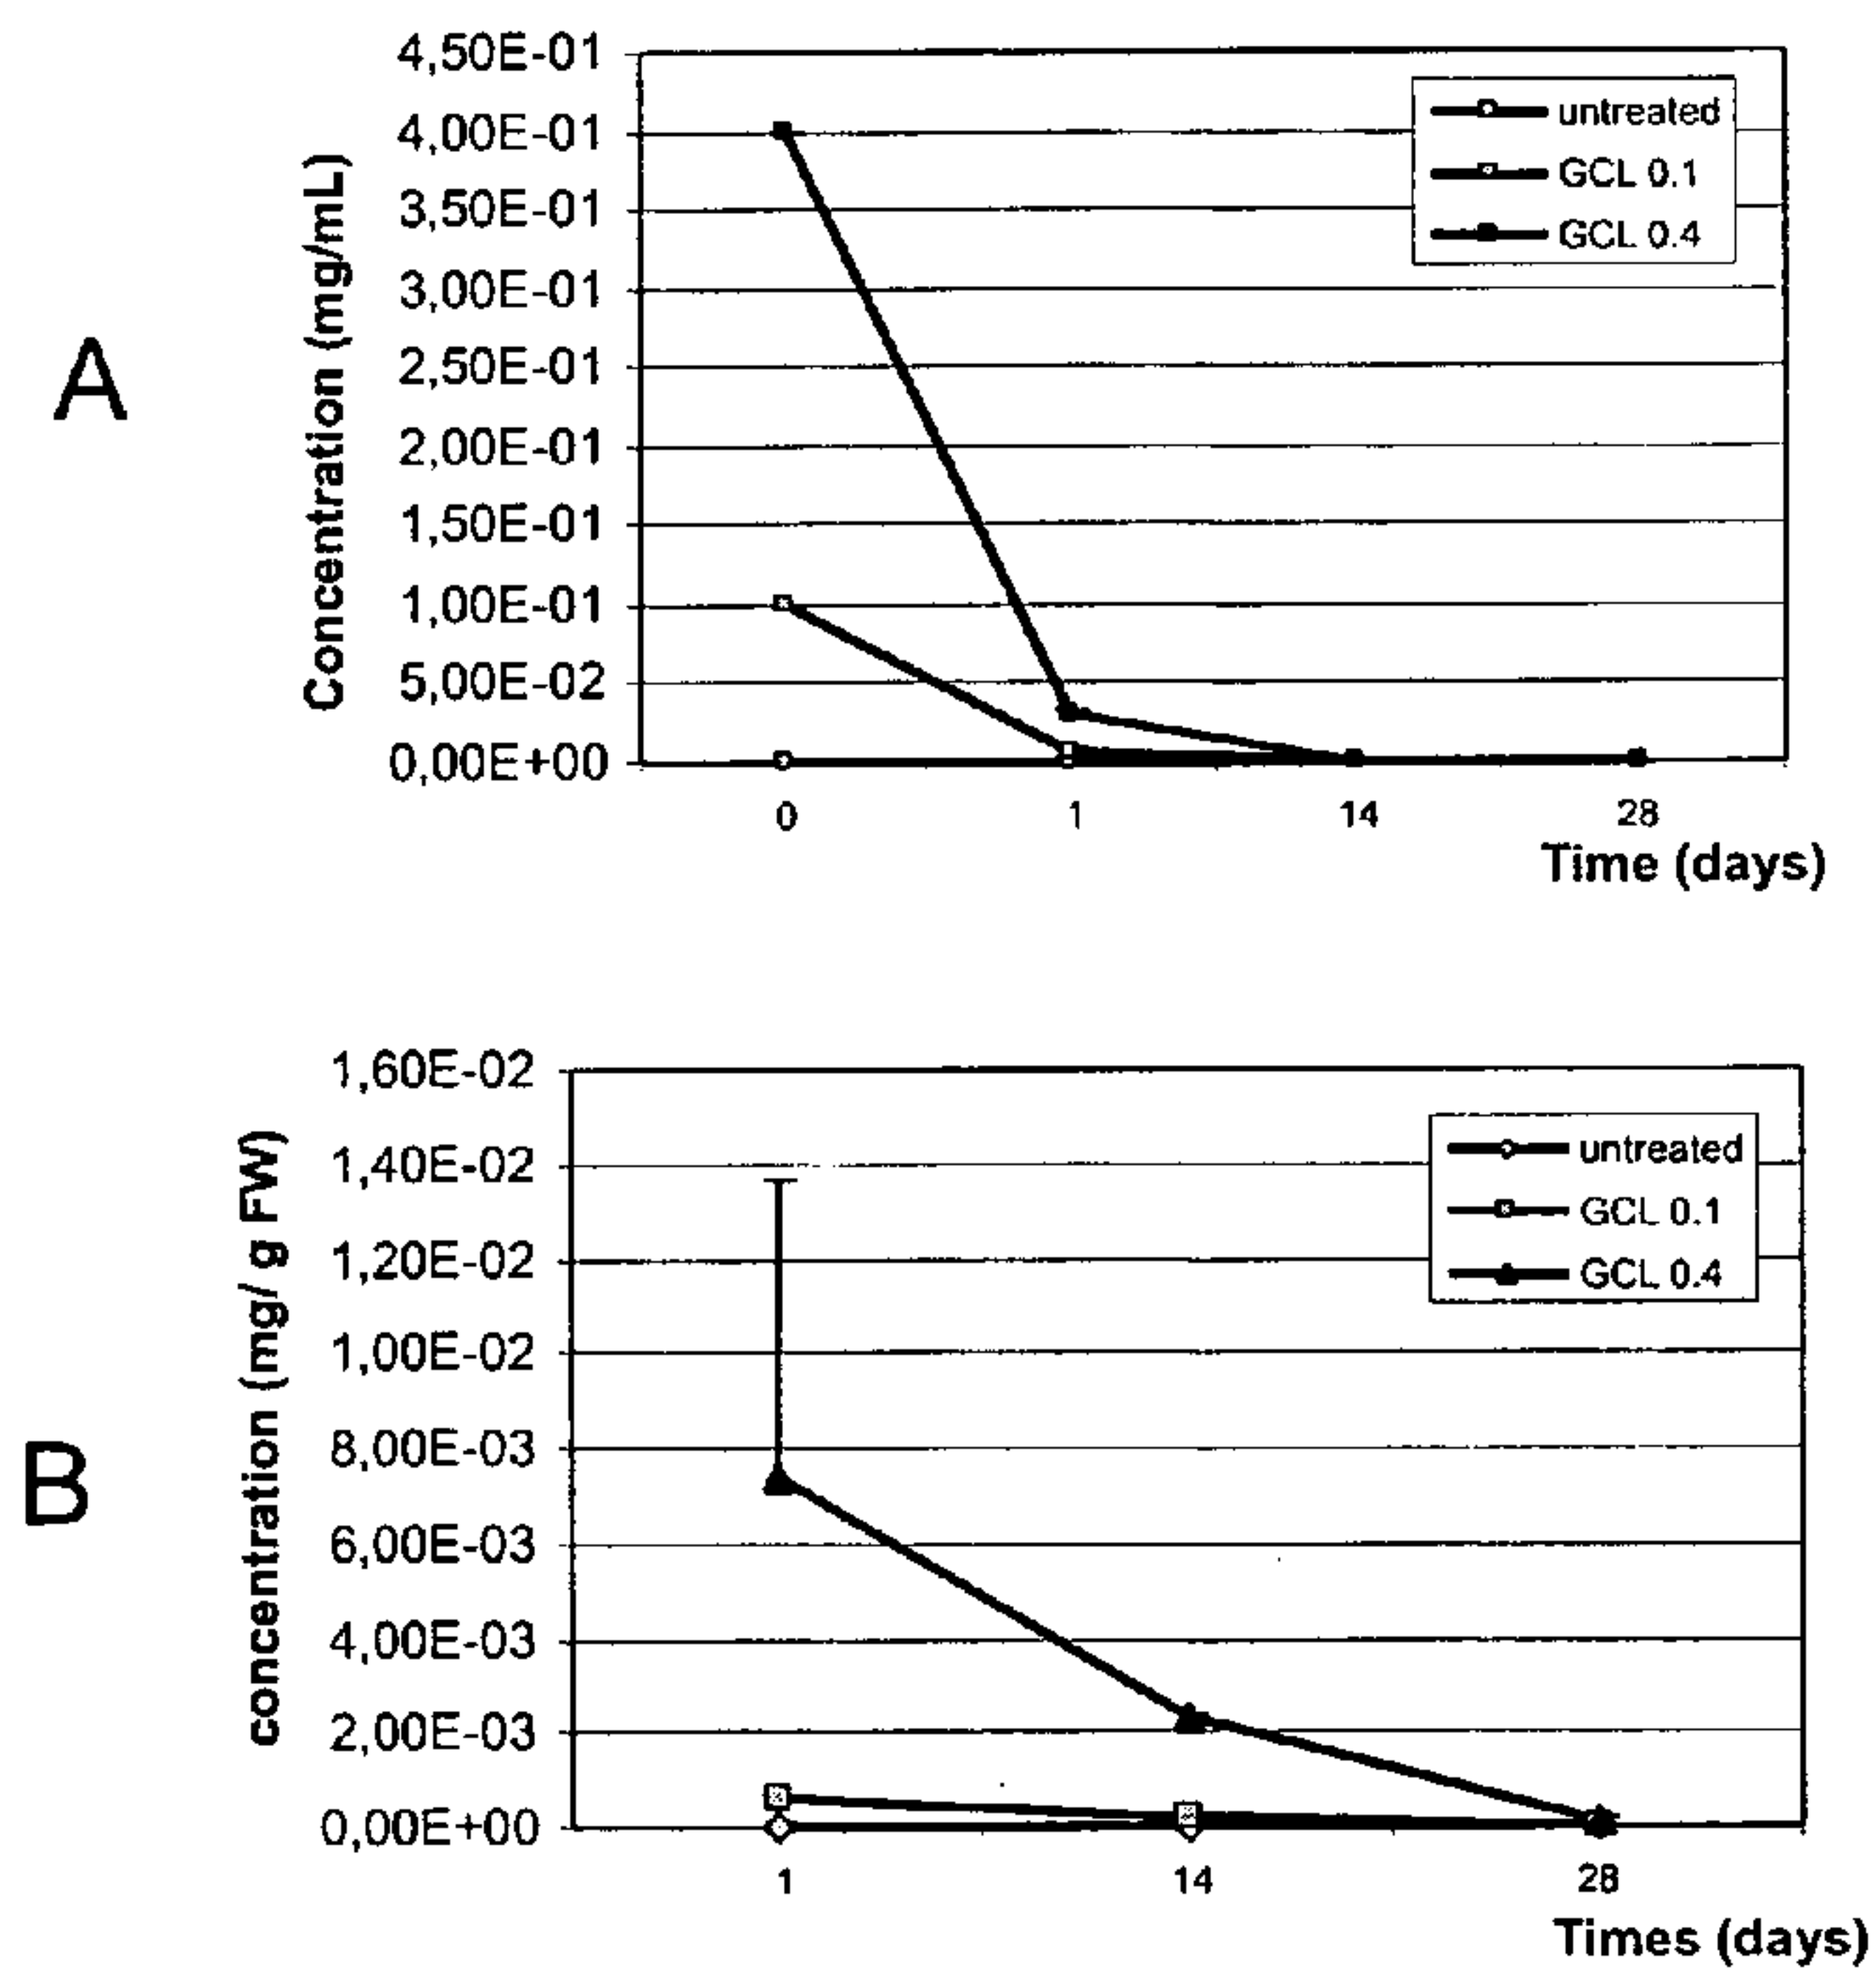 A
Concentration (mg/mL)
4,50E-01
4,00E-01
3,50E-01
3,00E-01
2,50E-01
2,00E-01
1,50E-01
1,00E-01
5,00E-02
0,00E+00
untreated
GCL 0.1
GCL 0.4
0 1 14 28
Time (days)
B
concentration (mg/ g FW)
1,60E-02
1,40E-02
1,20E-02
1,00E-02
8,00E-03
6,00E-03
4,00E-03
2,00E-03
0,00E+00
untreated
GCL 0.1
GCL 0.4
1 14 28
Times (days)